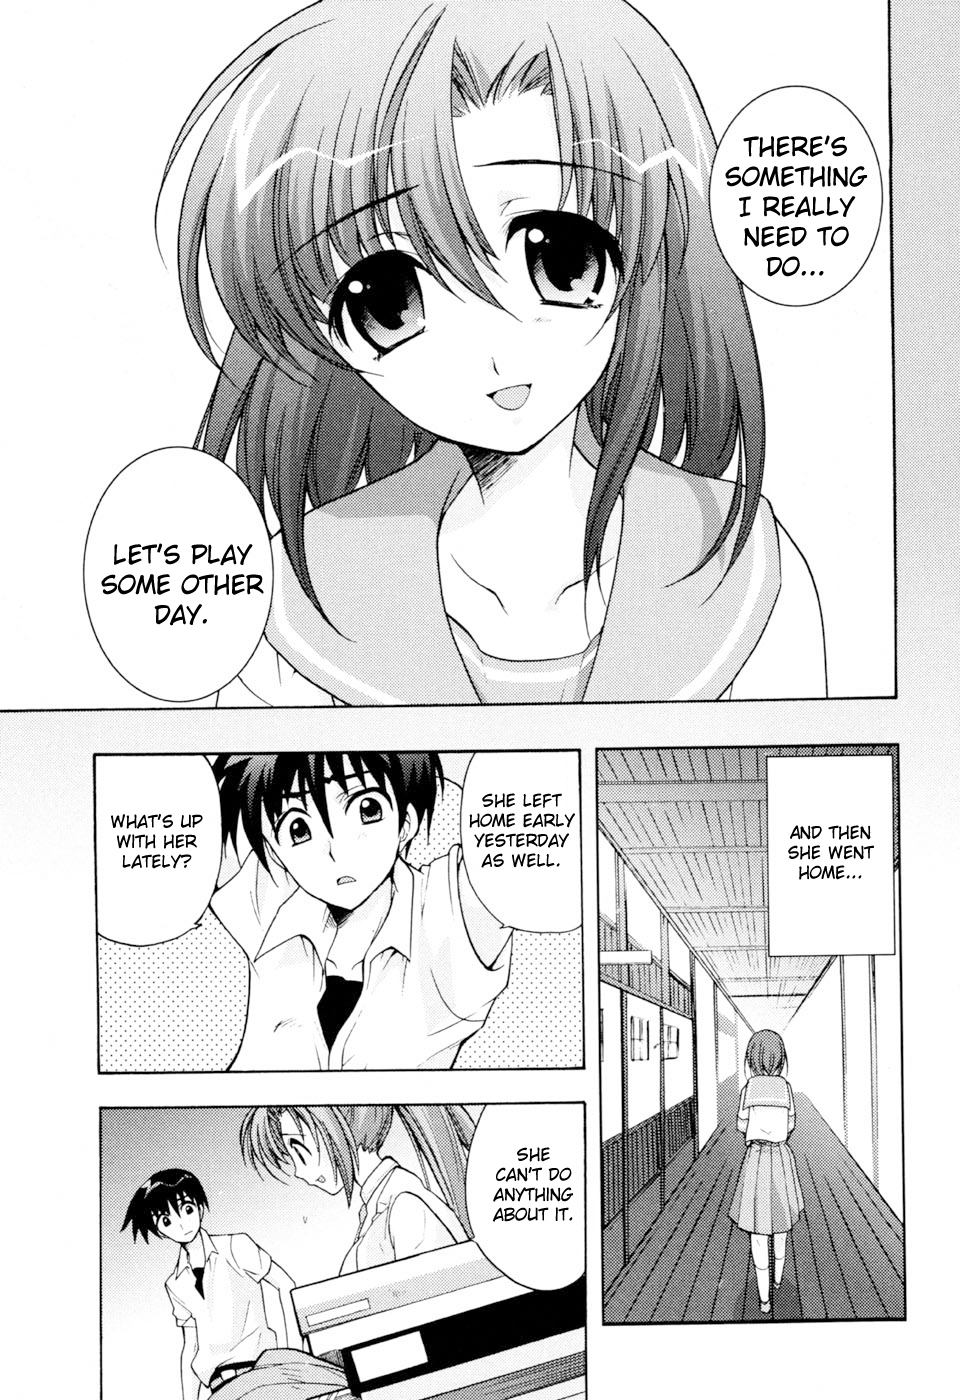 THERE'S
SOMETHING
I REALLY
NEED TO
DO...
LET'S PLAY
SOME OTHER
DAY.
AND THEN
SHE WENT
HOME...
SHE LEFT
HOME EARLY
YESTERDAY
AS WELL.
WHAT'S UP
WITH HER
LATELY?
SHE
CAN'T DO
ANYTHING
ABOUT IT.